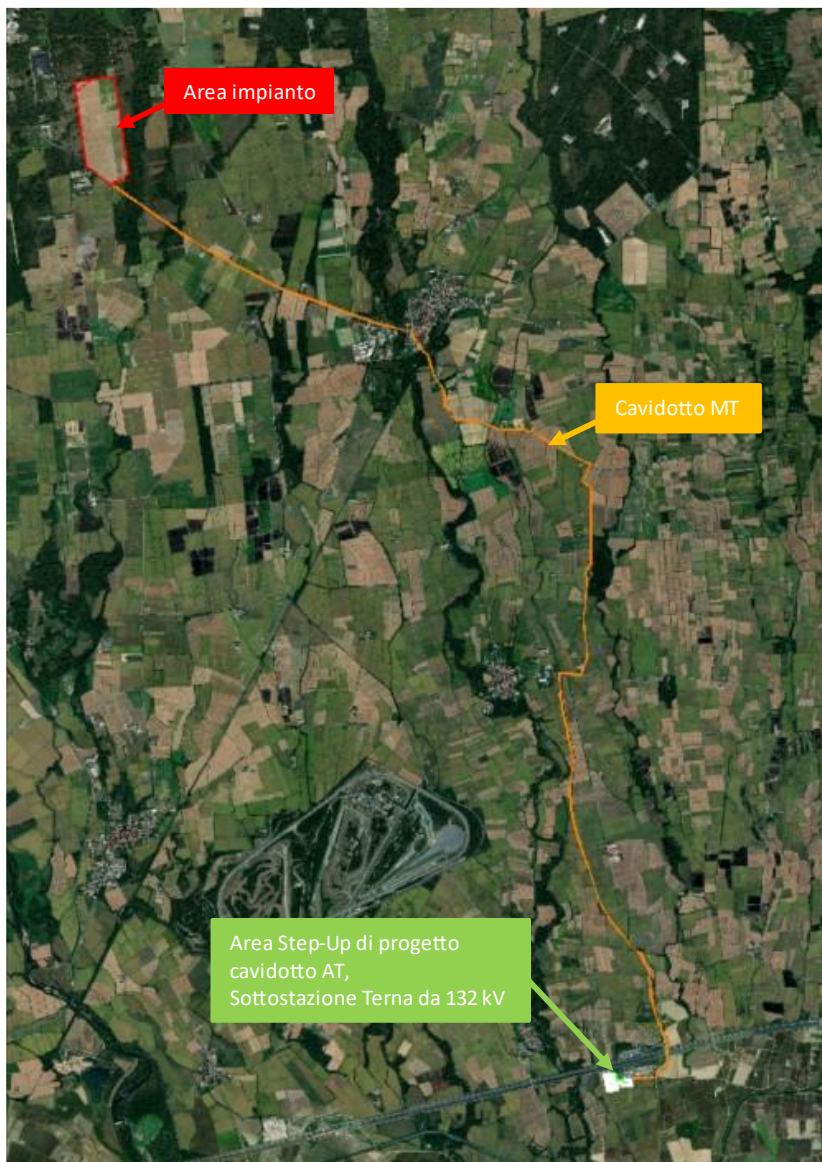 Area impianto
Cavidotto MT
Area Step-Up di progetto
cavidotto AT,
Sottostazione Terna da 132 kV